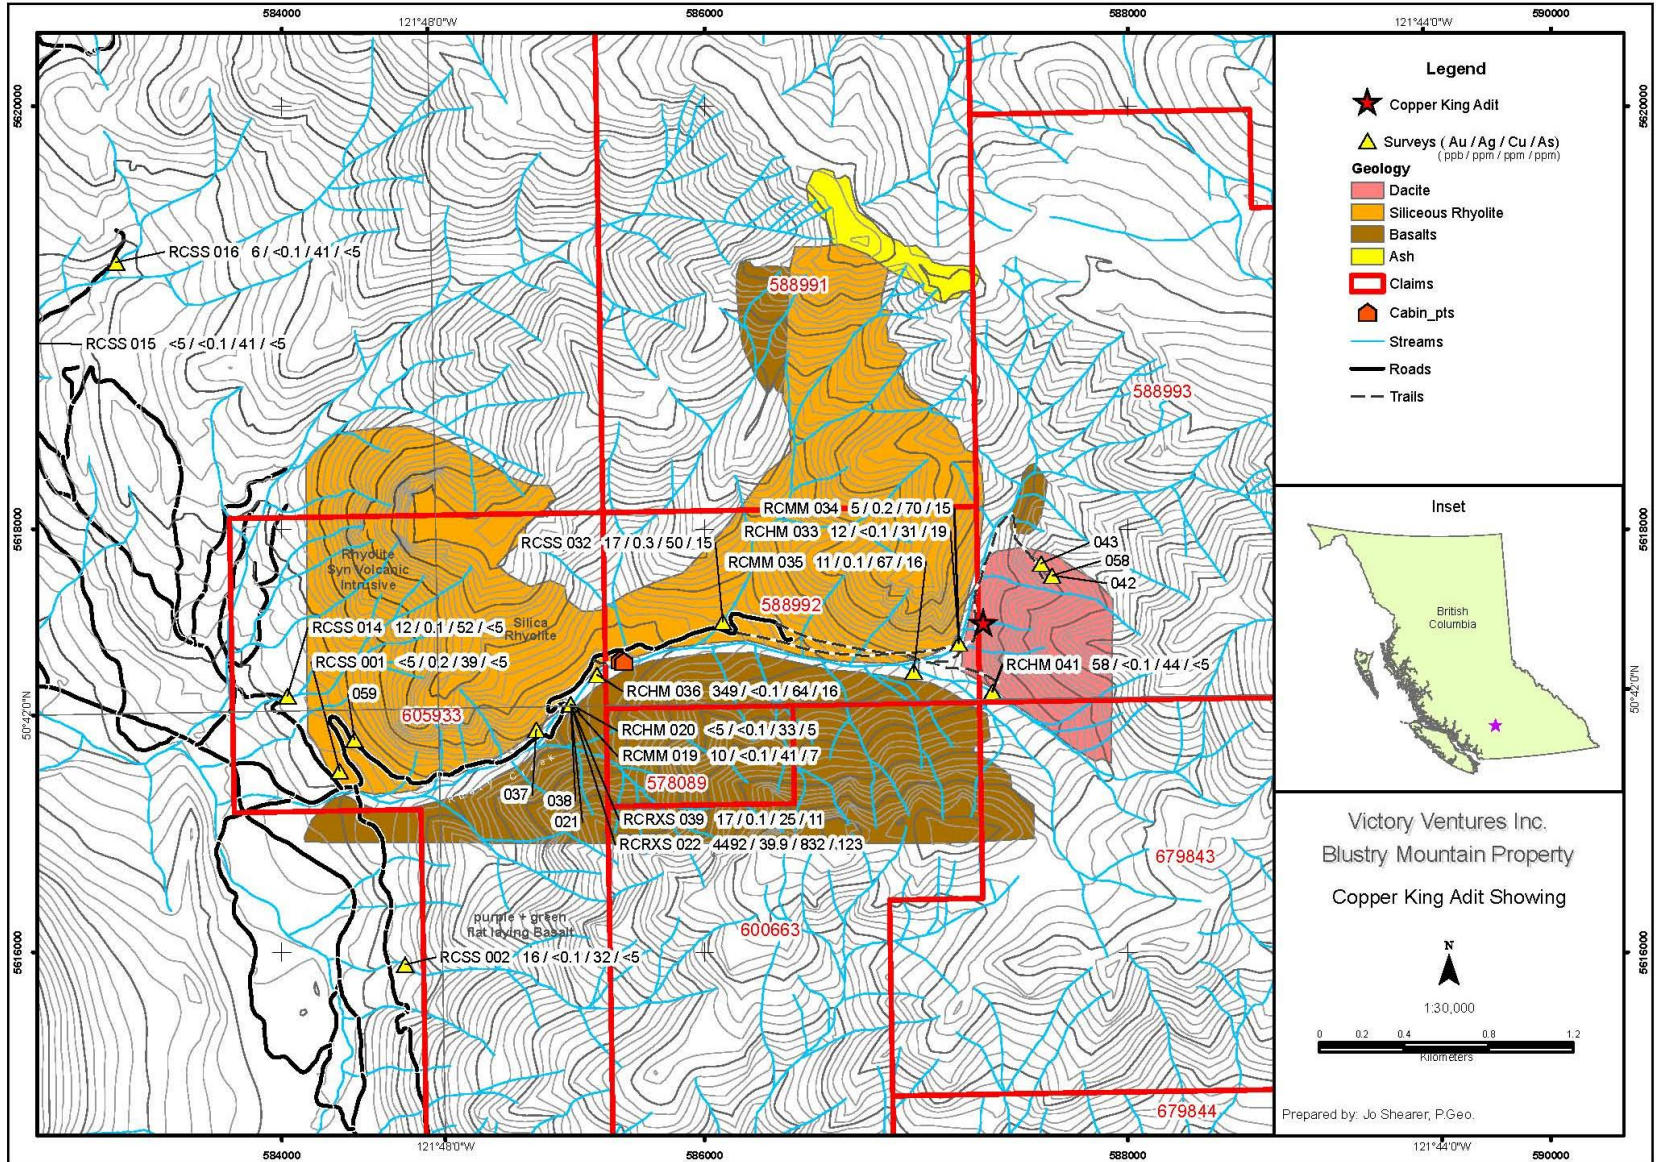 584000
586000
588000
590000
121°48'0"W
121°44'0"W
5620000
5620000
5618000
5618000
5616000
5616000
50°42'0"N
50°42'0"N
RCSS 016 6 / <0.1 / 41 / <5
RCSS 015 <5 / <0.1 / 41 / <5
588991
588993
RCMM 034 5 / 0.2 / 70 / 15
RCHM 033 12 / <0.1 / 31 / 19
RCSS 032 17 / 0.3 / 50 / 15
RCMM 035 11 / 0.1 / 67 / 16
043
058
042
Rhyolite
Syn Volcanic
Intrusive
588992
Silica
Rhyolite
RCSS 014 12 / 0.1 / 52 / <5
RCSS 001 <5 / 0.2 / 39 / <5
059
605933
RCHM 041 58 / <0.1 / 44 / <5
RCHM 036 349 / <0.1 / 64 / 16
RCHM 020 <5 / <0.1 / 33 / 5
RCMM 019 10 / <0.1 / 41 / 7
578089
037
038
021
RCRXS 039 17 / 0.1 / 25 / 11
RCRXS 022 4492 / 39.9 / 832 / 123
679843
purple + green
flat laying Basalt
600663
RCSS 002 16 / <0.1 / 32 / <5
679844
584000
586000
588000
590000
121°48'0"W
121°44'0"W
Legend
Copper King Adit
Surveys ( Au / Ag / Cu / As)
( ppb / ppm / ppm / ppm)
Geology
Dacite
Siliceous Rhyolite
Basalts
Ash
Claims
Cabin_pts
Streams
Roads
Trails
Inset
British
Columbia
Victory Ventures Inc.
Blustry Mountain Property
Copper King Adit Showing
N
1:30,000
0 0.2 0.4 0.8 1.2
Kilometers
Prepared by: Jo Shearer, P.Geo.